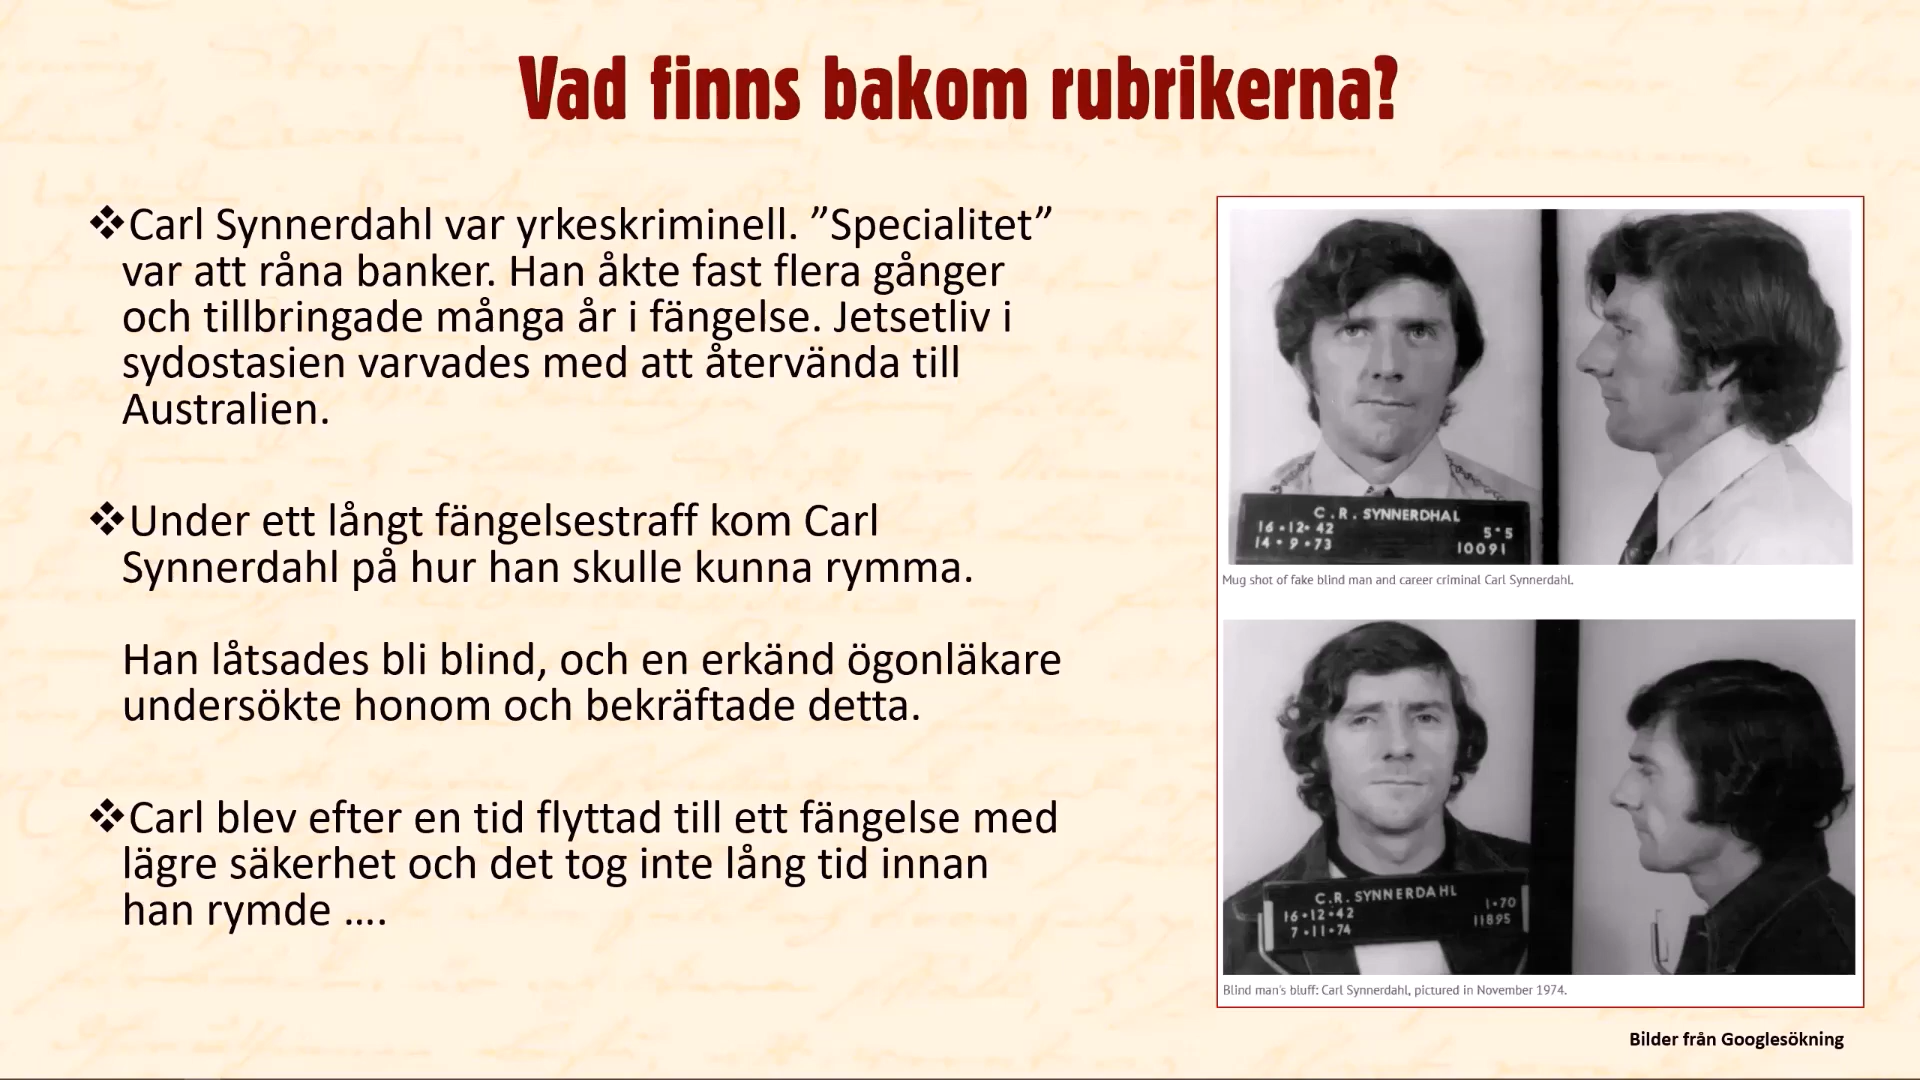 Vad finns bakom rubrikerna?
❖Carl Synnerdahl var yrkeskriminell. ”Specialitet”
var att råna banker. Han åkte fast flera gånger
och tillbringade många år i fängelse. Jetsetliv i
sydostasien varvades med att återvända till
Australien.
❖Under ett långt fängelsestraff kom Carl
Synnerdahl på hur han skulle kunna rymma.
Han låtsades bli blind, och en erkänd ögonläkare
undersökte honom och bekräftade detta.
❖Carl blev efter en tid flyttad till ett fängelse med
lägre säkerhet och det tog inte lång tid innan
han rymde ....
C.R. SYNNERDHAL
16•12•42 5•5
14•9•73 10091
Mug shot of fake blind man and career criminal Carl Synnerdahl.
C.R. SYNNERDAHL
16•12•42 1•70
7•11•74 11895
Blind man's bluff: Carl Synnerdahl, pictured in November 1974.
Bilder från Googlesökning